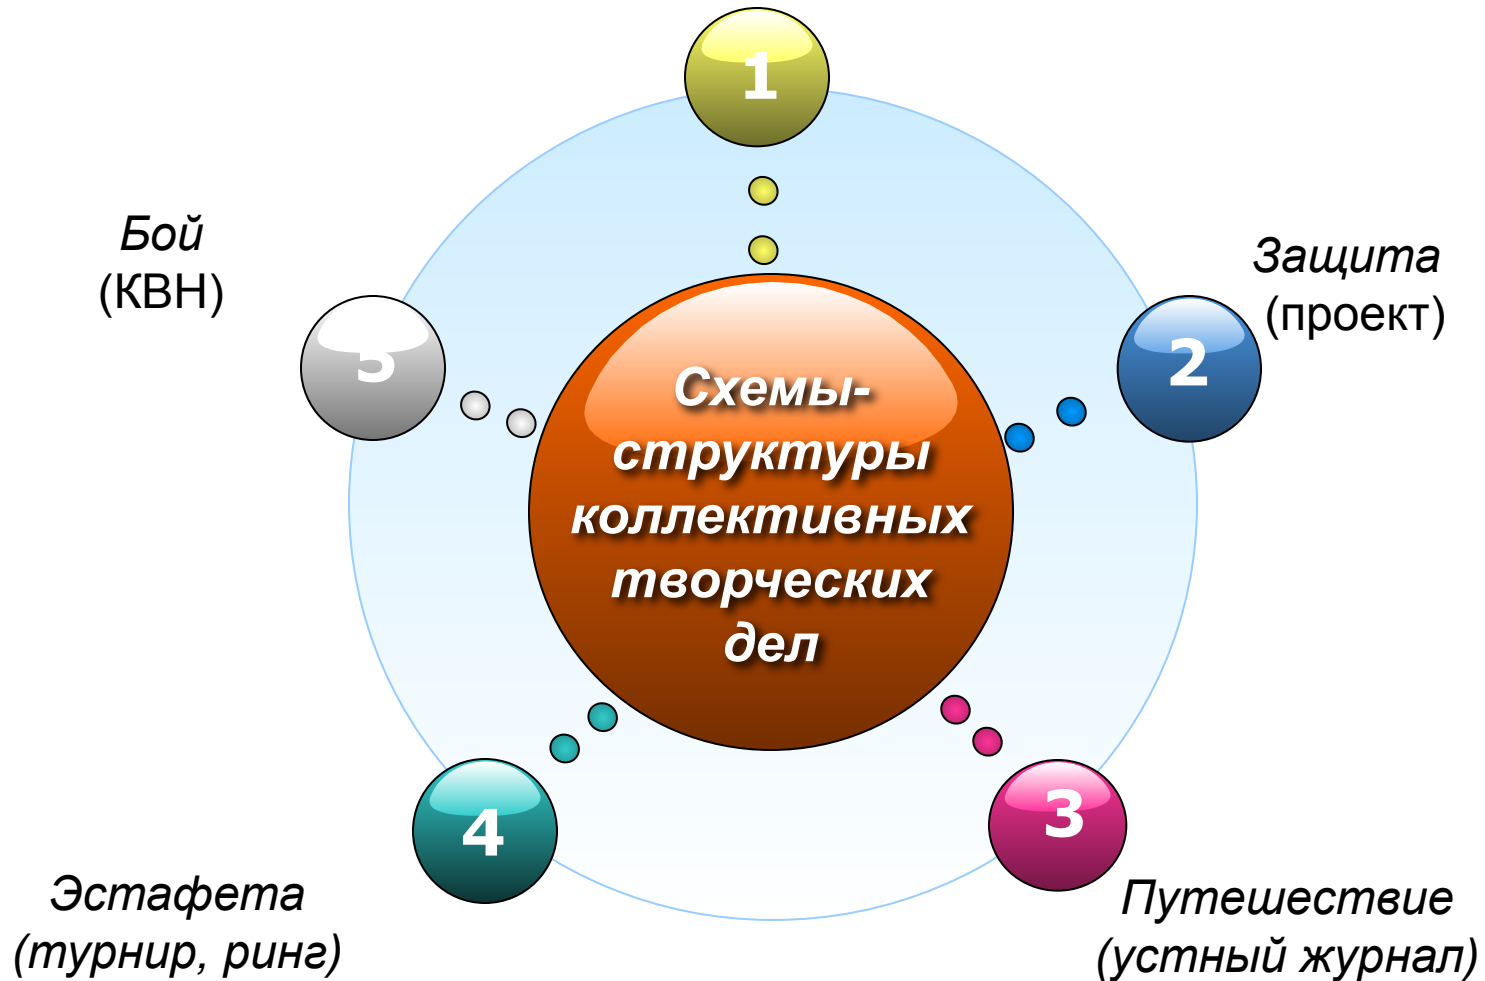 1
Бой
(КВН)
5
Защита
(проект)
2
Схемы-
структуры
коллективных
творческих
дел
4
Эстафета
(турнир, ринг)
3
Путешествие
(устный журнал)